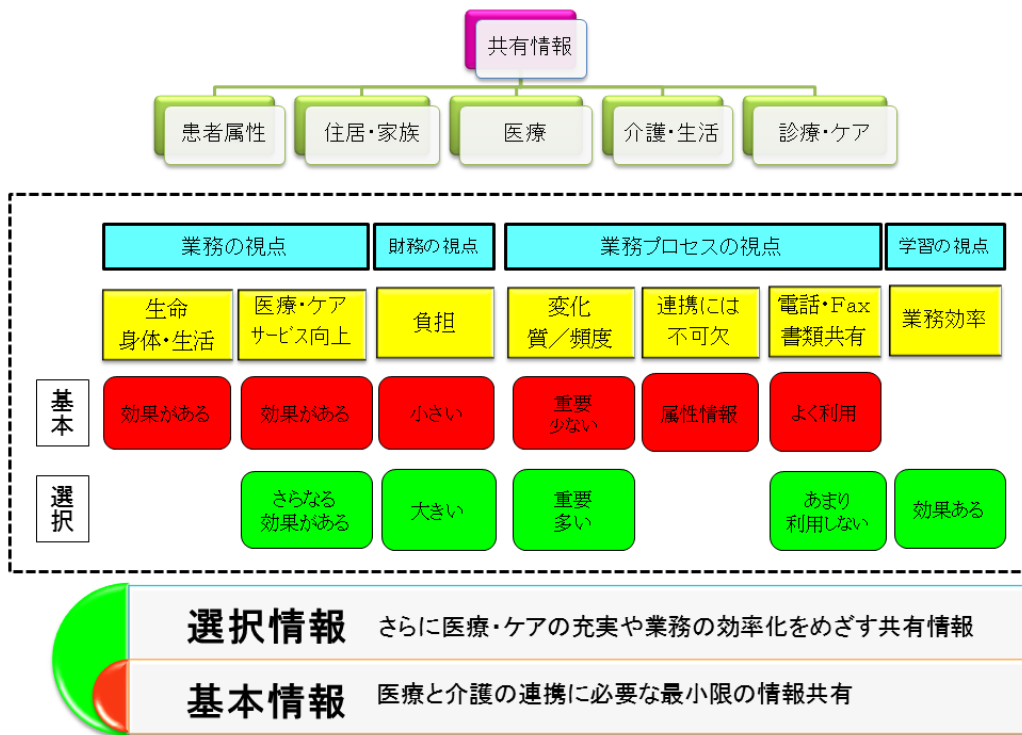 共有情報
患者属性
住居・家族
医療
介護・生活
診療・ケア
業務の視点
財務の視点
業務プロセスの視点
学習の視点
生命
身体・生活
医療・ケア
サービス向上
負担
変化
質／頻度
連携には
不可欠
電話・Fax
書類共有
業務効率
基本
効果がある
効果がある
小さい
重要
少ない
属性情報
よく利用
選択
さらなる
効果がある
大きい
重要
多い
あまり
利用しない
効果ある
選択情報 さらに医療・ケアの充実や業務の効率化をめざす共有情報
基本情報 医療と介護の連携に必要な最小限の情報共有